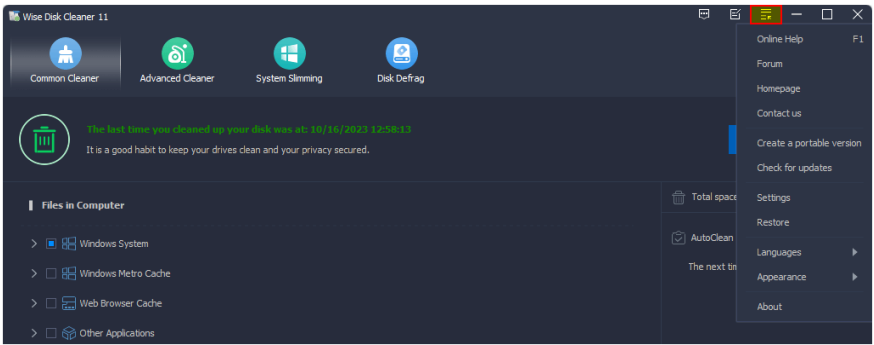 Wise Disk Cleaner 11
Common Cleaner
Advanced Cleaner
System Slimming
Disk Defrag
The last time you cleaned up your disk was at: 10/16/2023 12:58:13
It is a good habit to keep your drives clean and your privacy secured.
Files in Computer
Windows System
Windows Metro Cache
Web Browser Cache
Other Applications
Total space
AutoClean
The next
Online Help F1
Forum
Homepage
Contact us
Create a portable version
Check for updates
Settings
Restore
Languages
Appearance
About